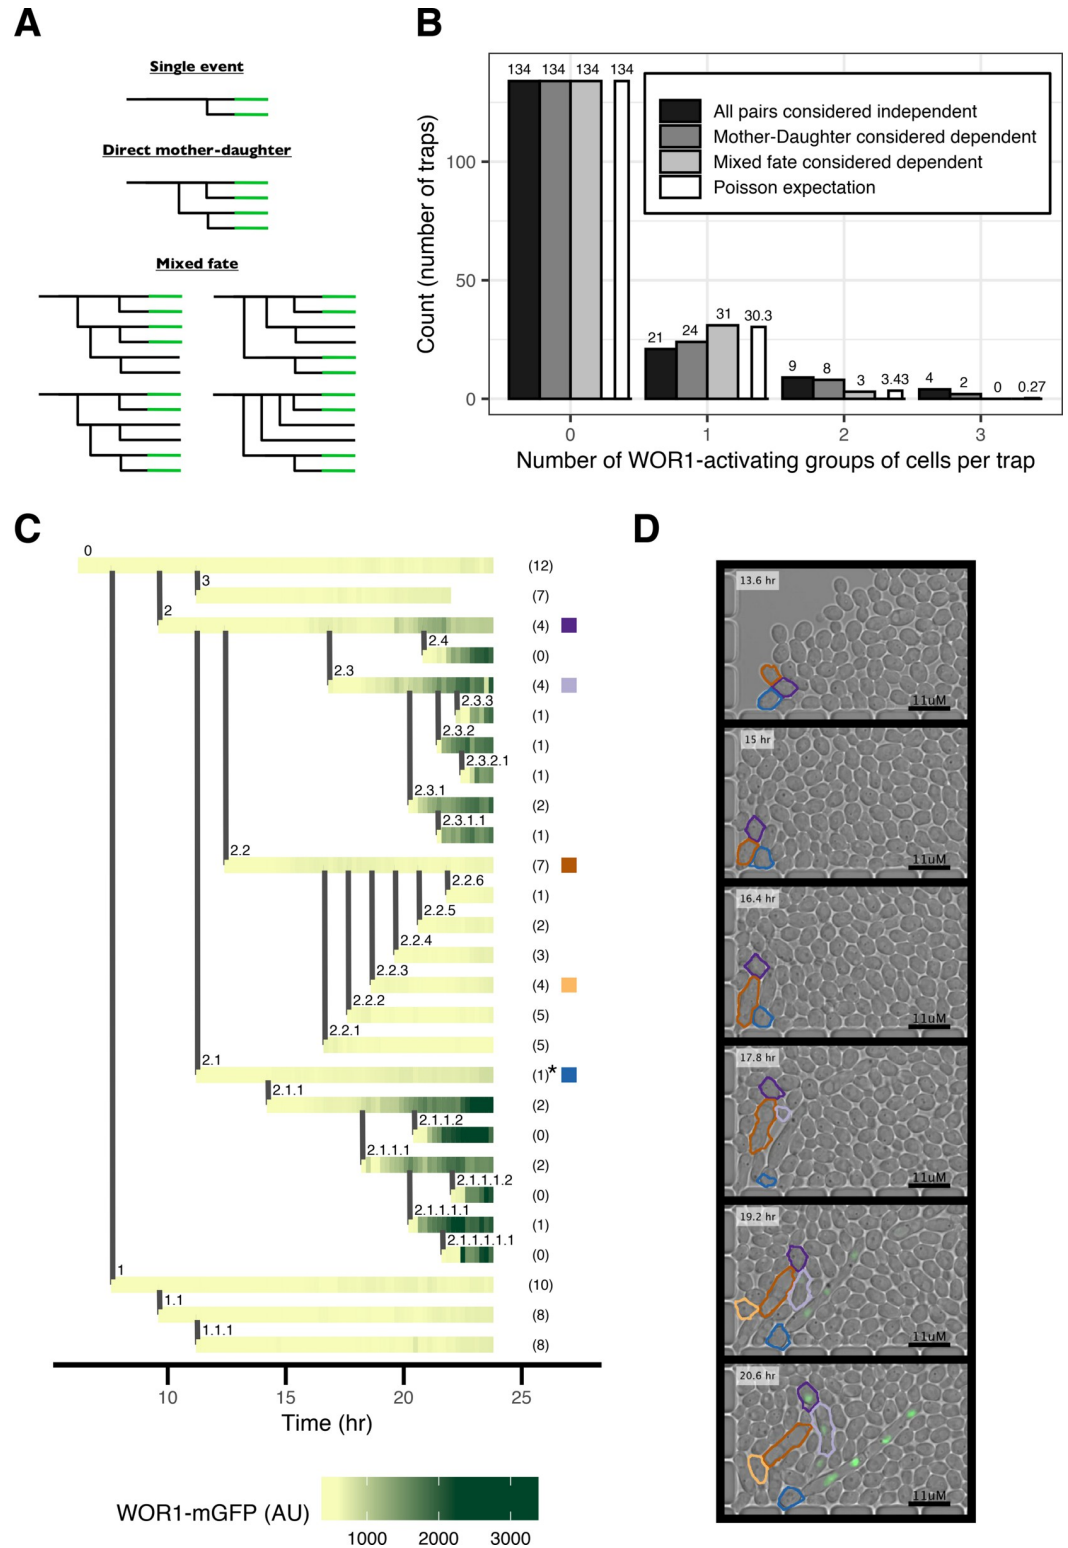 A
Single event
Direct mother-daughter
Mixed fate
B
134 134 134 134
All pairs considered independent
Mother-Daughter considered dependent
Mixed fate considered dependent
Poisson expectation
Count (number of traps)
100
50
0
21 24 31 30.3
9 8 3 3.43
4 2 0 0.27
0 1 2 3
Number of WOR1-activating groups of cells per trap
C
0 (12)
3 (7)
2 (4)
2.4 (0)
2.3 (4)
2.3.3 (1)
2.3.2 (1)
2.3.2.1 (1)
2.3.1 (2)
2.3.1.1 (1)
2.2 (7)
2.2.6 (1)
2.2.5 (2)
2.2.4 (3)
2.2.3 (4)
2.2.2 (5)
2.2.1 (5)
2.1 (1)*
2.1.1 (2)
2.1.1.2 (0)
2.1.1.1 (2)
2.1.1.1.2 (0)
2.1.1.1.1 (1)
2.1.1.1.1.1 (0)
1 (10)
1.1 (8)
1.1.1 (8)
10 15 20 25
Time (hr)
WOR1-mGFP (AU)
1000 2000 3000
D
13.6 hr
11uM
15 hr
11uM
16.4 hr
11uM
17.8 hr
11uM
19.2 hr
11uM
20.6 hr
11uM